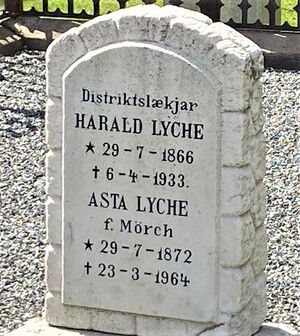 Distriktslækjar
HARALD LYCHE
★ 29-7-1866
† 6-4-1933.
ASTA LYCHE
f. Mörch
★ 29-7-1872
† 23-3-1964